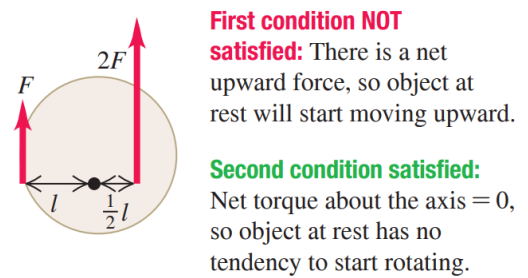 First condition NOT
satisfied: There is a net
upward force, so object at
rest will start moving upward.
Second condition satisfied:
Net torque about the axis = 0,
so object at rest has no
tendency to start rotating.
2F
F
l
1/2 l